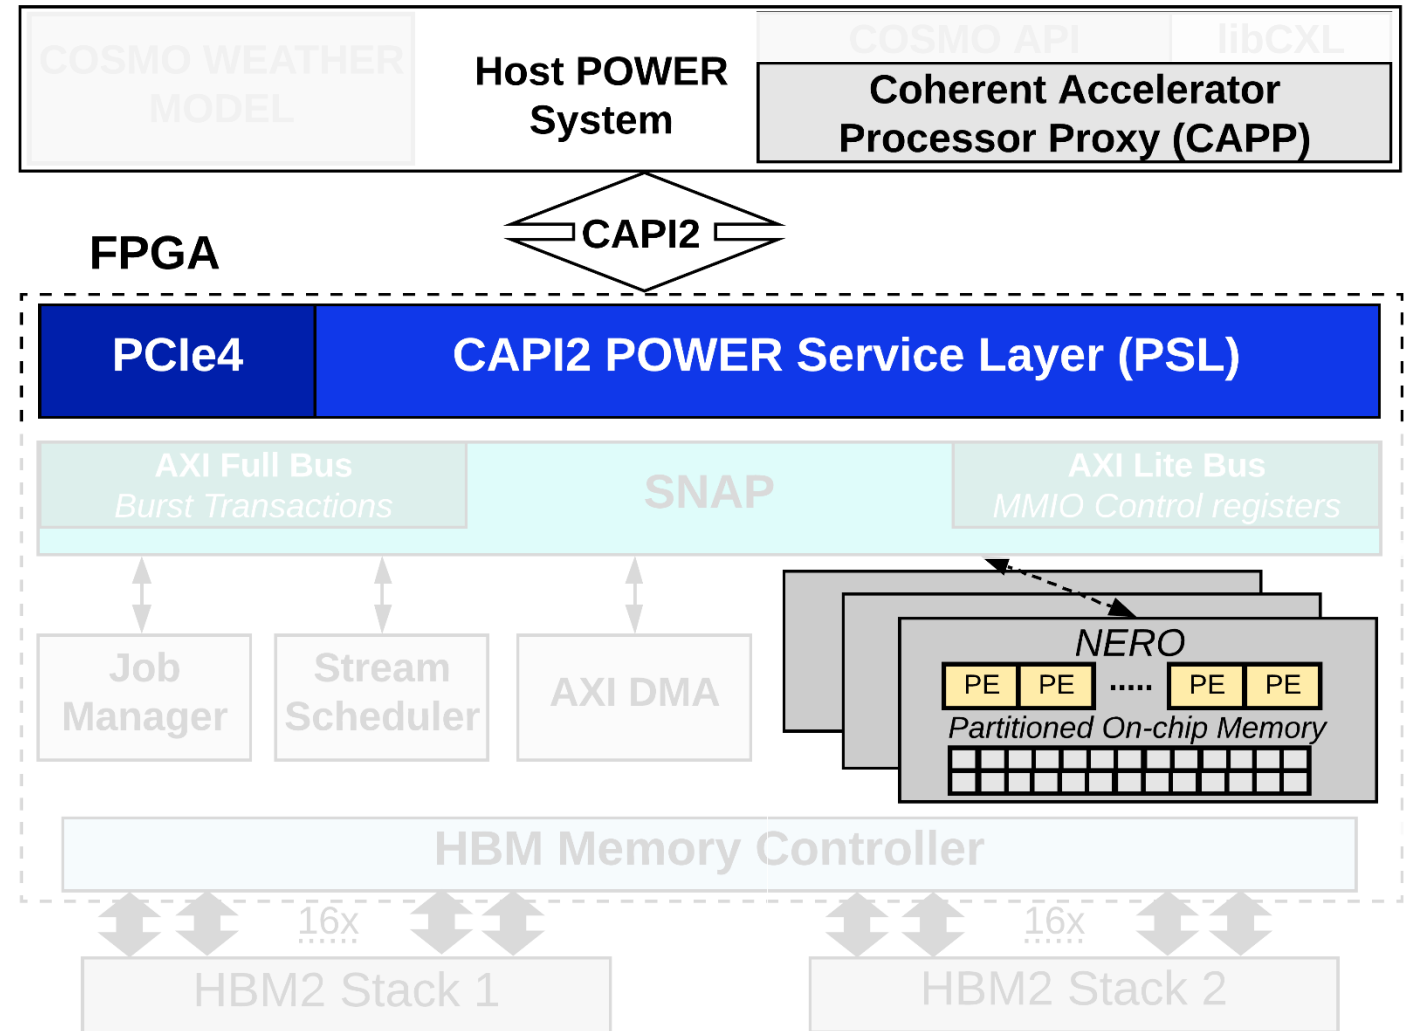 COSMO WEATHER
MODEL
Host POWER
System
COSMO API
libCXL
Coherent Accelerator
Processor Proxy (CAPP)
CAPI2
FPGA
PCIe4
CAPI2 POWER Service Layer (PSL)
AXI Full Bus
Burst Transactions
SNAP
AXI Lite Bus
MMIO Control registers
Job
Manager
Stream
Scheduler
AXI DMA
NERO
PE PE ..... PE PE
Partitioned On-chip Memory
HBM Memory Controller
16x
16x
HBM2 Stack 1
HBM2 Stack 2